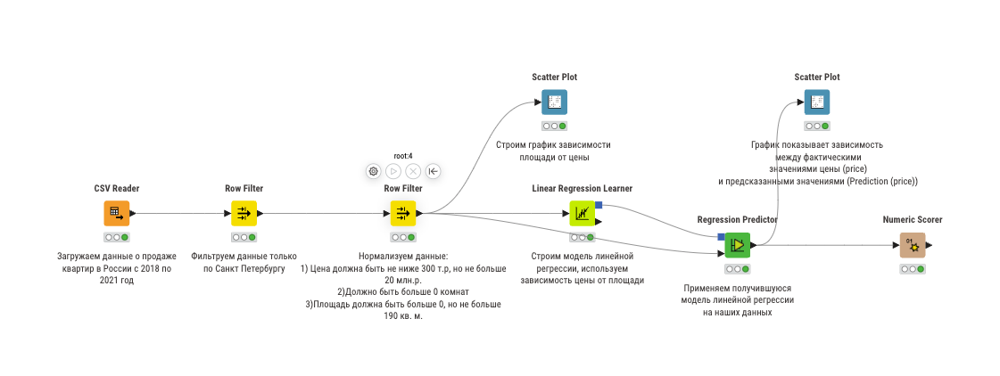 Scatter Plot
Строим график зависимости
площади от цены
Scatter Plot
График показывает зависимость
между фактическими
значениями цены (price)
и предсказанными значениями (Prediction (price))
root:4
CSV Reader
Загружаем данные о продаже
квартир в России с 2018 по
2021 год
Row Filter
Фильтруем данные только
по Санкт Петербургу
Row Filter
Нормализуем данные:
1) Цена должна быть не ниже 300 т.р, но не больше
20 млн.р.
2)Должно быть больше 0 комнат
3)Площадь должна быть больше 0, но не больше
190 кв. м.
Linear Regression Learner
Строим модель линейной
регрессии, используем
зависимость цены от площади
Regression Predictor
Применяем получившуюся
модель линейной регрессии
на наших данных
Numeric Scorer